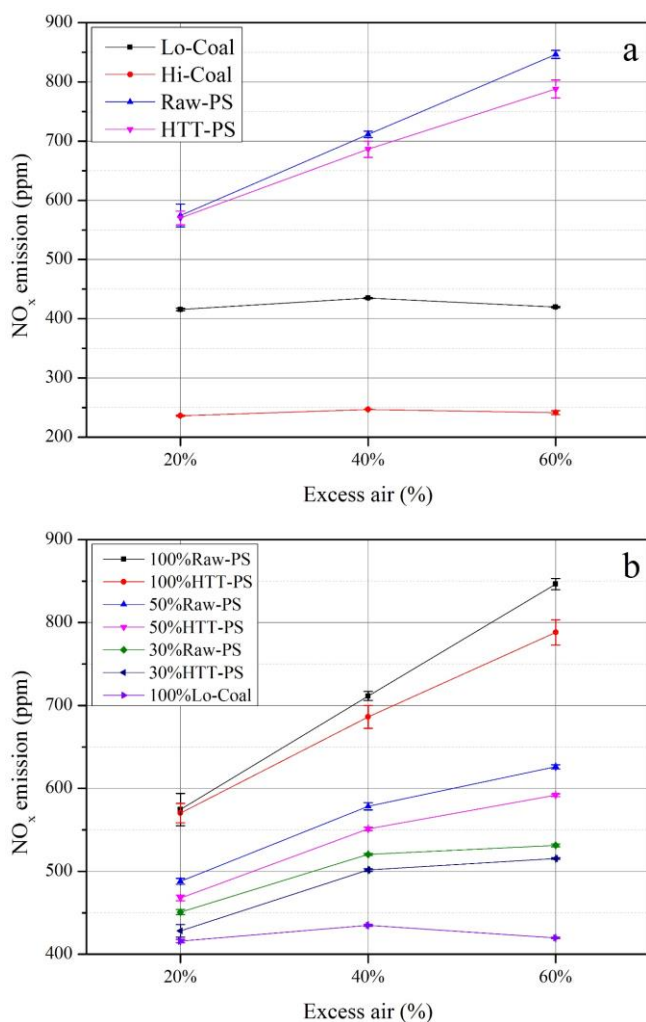 900
800
700
600
500
400
300
200
NOx emission (ppm)
Lo-Coal
Hi-Coal
Raw-PS
HTT-PS
a
20%
40%
60%
Excess air (%)
900
800
700
600
500
400
NOx emission (ppm)
100%Raw-PS
100%HTT-PS
50%Raw-PS
50%HTT-PS
30%Raw-PS
30%HTT-PS
100%Lo-Coal
b
20%
40%
60%
Excess air (%)